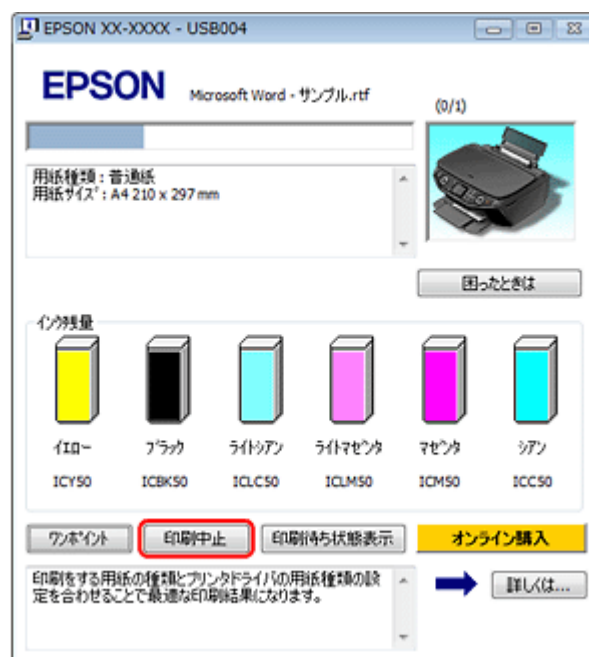 EPSON XX-XXXX - USB004
EPSON Microsoft Word - サンプル.rtf
(0/1)
用紙種類 : 普通紙
用紙サイズ : A4 210 x 297 mm
困ったときは
インク残量
イエロー ブラック ライトシアン ライトマゼンタ マゼンタ シアン
ICY50 ICBK50 ICLC50 ICLM50 ICM50 ICC50
ワンポイント 印刷中止 印刷待ち状態表示 オンライン購入
印刷をする用紙の種類とプリンタドライバの用紙種類の設
定を合わせることで最適な印刷結果になります。
詳しくは...